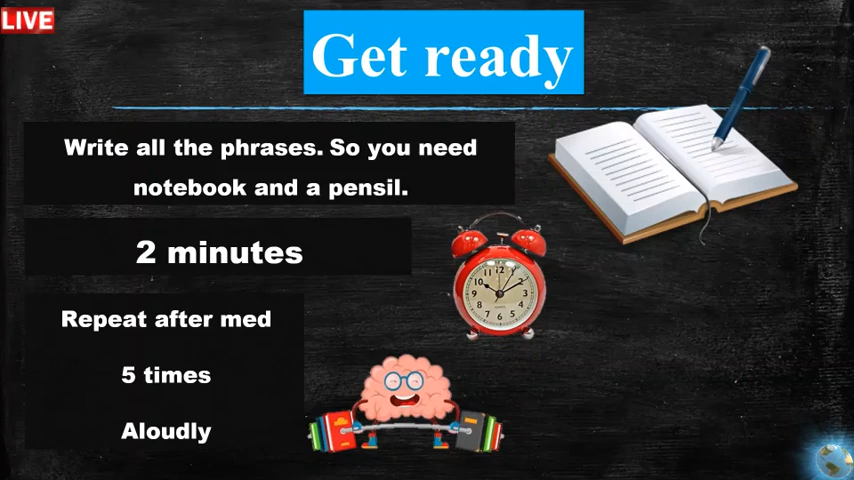 LIVE
Get ready
Write all the phrases. So you need
notebook and a pensil.
2 minutes
Repeat after med
5 times
Aloudly